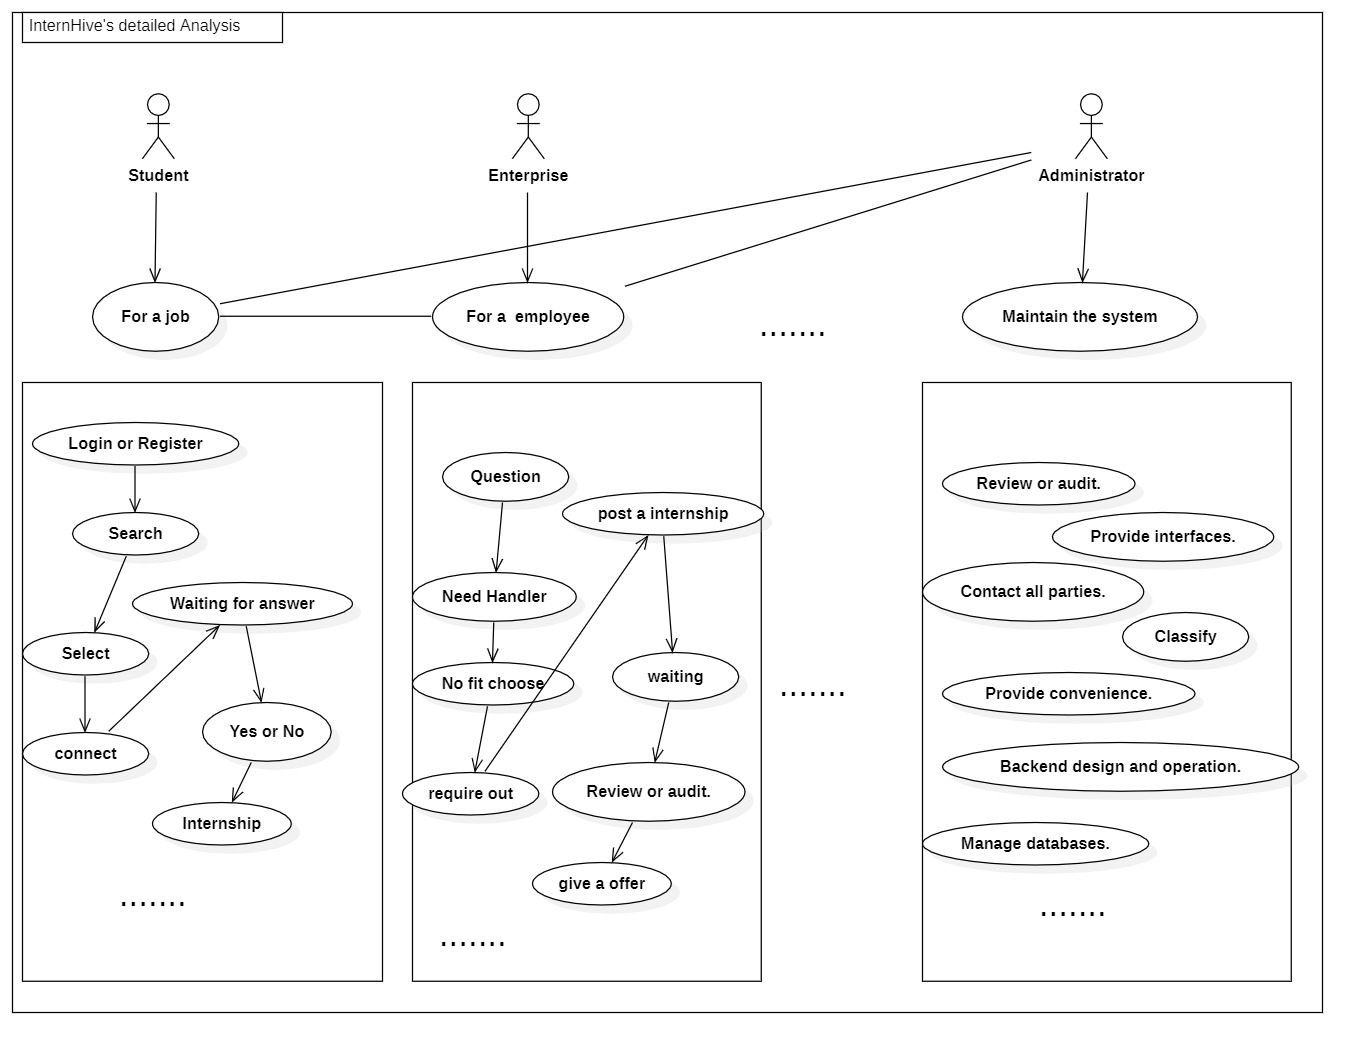 InternHive's detailed Analysis
Student
Enterprise
Administrator
For a job
For a  employee
.......
Maintain the system
Login or Register
Search
Waiting for answer
Select
connect
Yes or No
Internship
.......
Question
post a internship
Need Handler
No fit choose
waiting
require out
Review or audit.
give a offer
.......
.......
Review or audit.
Provide interfaces.
Contact all parties.
Classify
Provide convenience.
Backend design and operation.
Manage databases.
.......